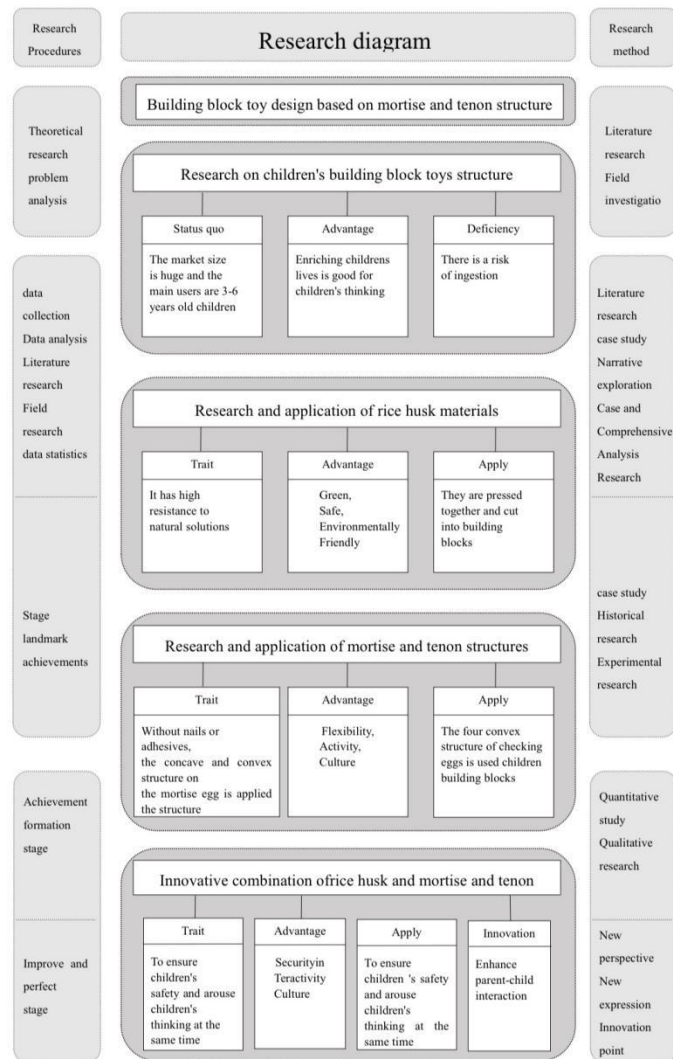 Research
Procedures
Research diagram
Research
method
Building block toy design based on mortise and tenon structure
Theoretical
research
problem
analysis
Literature
research
Field
investigatio
Research on children's building block toys structure
Status quo
The market size
is huge and the
main users are 3-6
years old children
Advantage
Enriching childrens
lives is good for
children's thinking
Deficiency
There is a risk
of ingestion
data
collection
Data analysis
Literature
research
Field
research
data statistics
Literature
research
case study
Narrative
exploration
Case and
Comprehensive
Analysis
Research
Research and application of rice husk materials
Trait
It has high
resistance to
natural solutions
Advantage
Green,
Safe,
Environmentally
Friendly
Apply
They are pressed
together and cut
into building
blocks
Stage
landmark
achievements
case study
Historical
research
Experimental
research
Research and application of mortise and tenon structures
Trait
Without nails or
adhesives,
the concave and convex
structure on
the mortise egg is applied
the structure
Advantage
Flexibility,
Activity,
Culture
Apply
The four convex
structure of checking
eggs is used children
building blocks
Achievement
formation
stage
Quantitative
study
Qualitative
research
Innovative combination ofrice husk and mortise and tenon
Trait
To ensure
children's
safety and arouse
children's
thinking at the
same time
Advantage
Securityin
Teractivity
Culture
Apply
To ensure
children 's safety
and arouse
children's
thinking at the
same time
Innovation
Enhance
parent-child
interaction
Improve and
perfect
stage
New
perspective
New
expression
Innovation
point